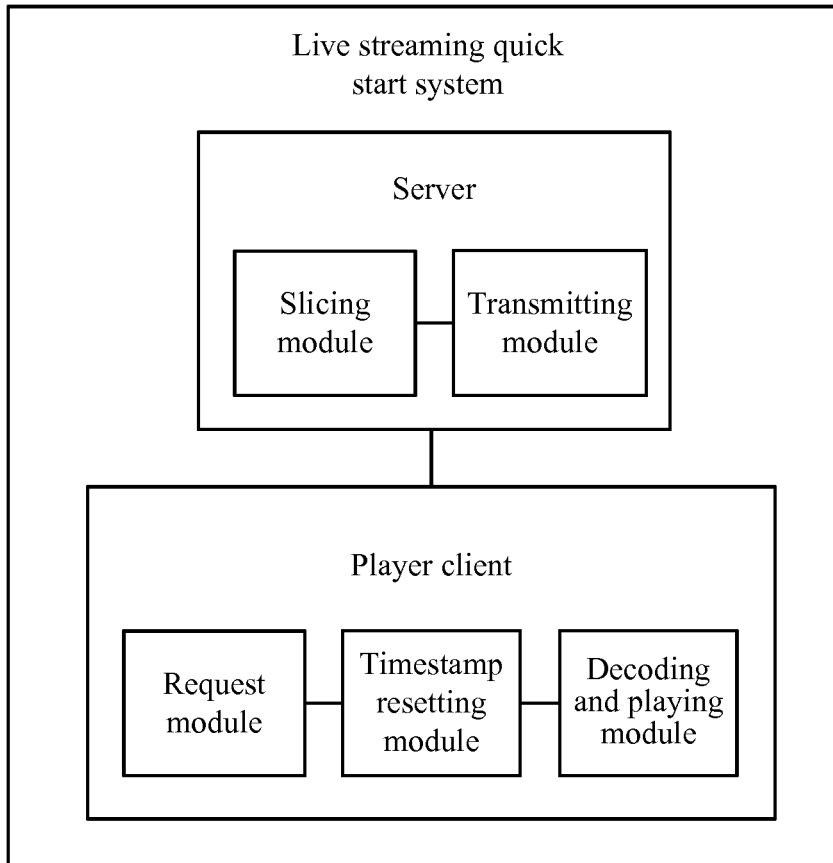 Live streaming quick
start system
Server
Slicing
module
Transmitting
module
Player client
Request
module
Timestamp
resetting
module
Decoding
and playing
module